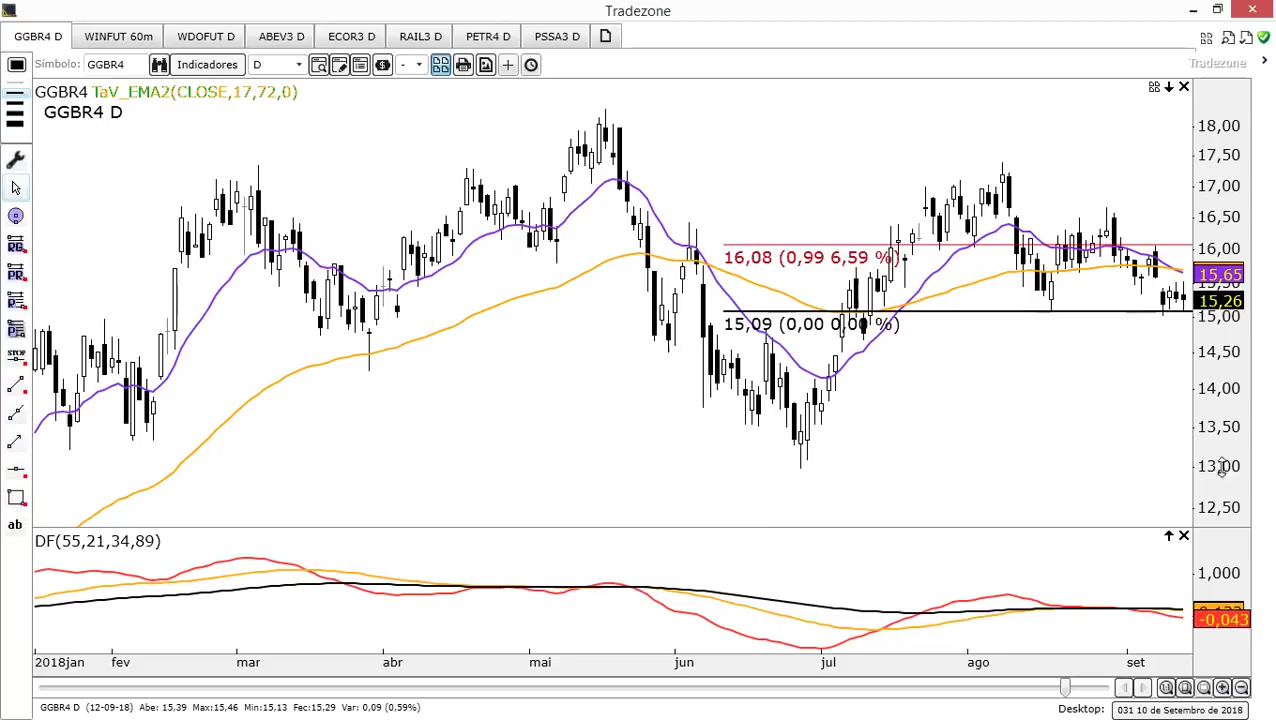 Tradezone
GGBR4 D WINFUT 60m WDOFUT D ABEV3 D ECOR3 D RAIL3 D PETR4 D PSSA3 D
Símbolo: GGBR4 Indicadores D - Tradezone
GGBR4 TaV_EMA2(CLOSE,17,72,0)
GGBR4 D
18,00
17,50
17,00
16,50
16,00
16,08 (0,99 6,59 %)
15,65
15,26
15,00
15,09 (0,00 0,00 %)
14,50
14,00
13,50
13,00
12,50
RG
PR
STOP
ab
DF(55,21,34,89)
1,000
-0,043
2018jan fev mar abr mai jun jul ago set
GGBR4 D (12-09-18) Abe: 15,39 Max:15,46 Min:15,13 Fec:15,29 Var: 0,09 (0,59%) Desktop: 031 10 de Setembro de 2018